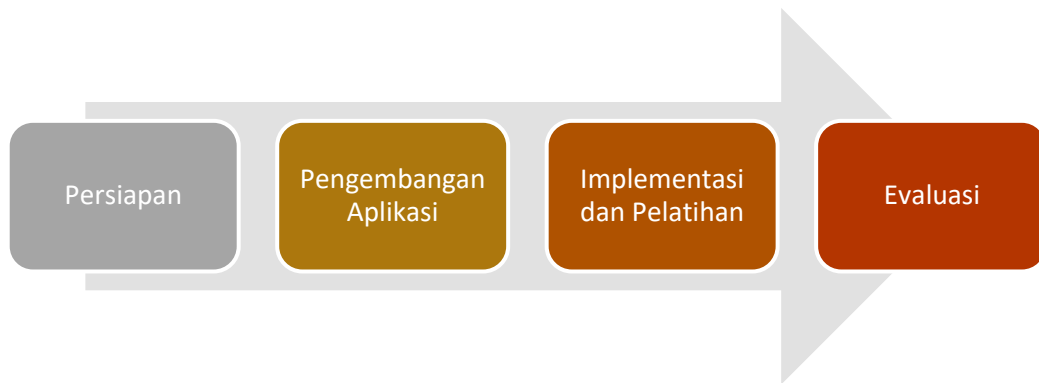 Persiapan
Pengembangan
Aplikasi
Implementasi
dan Pelatihan
Evaluasi